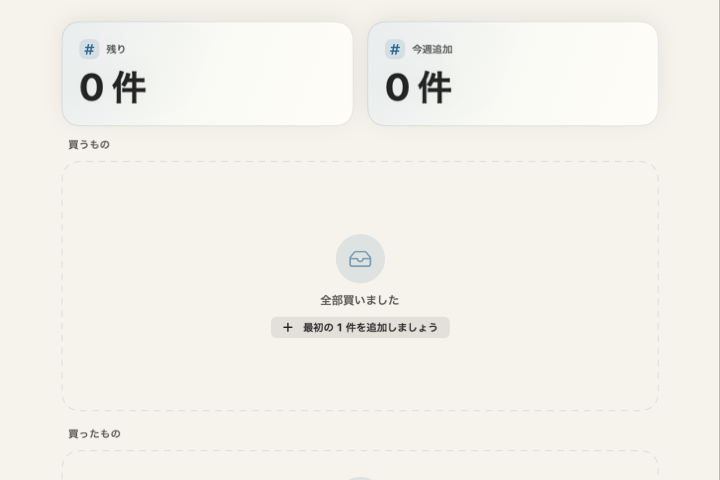 # 残り
0 件
# 今週追加
0 件
買うもの
全部買いました
+ 最初の 1 件を追加しましょう
買ったもの